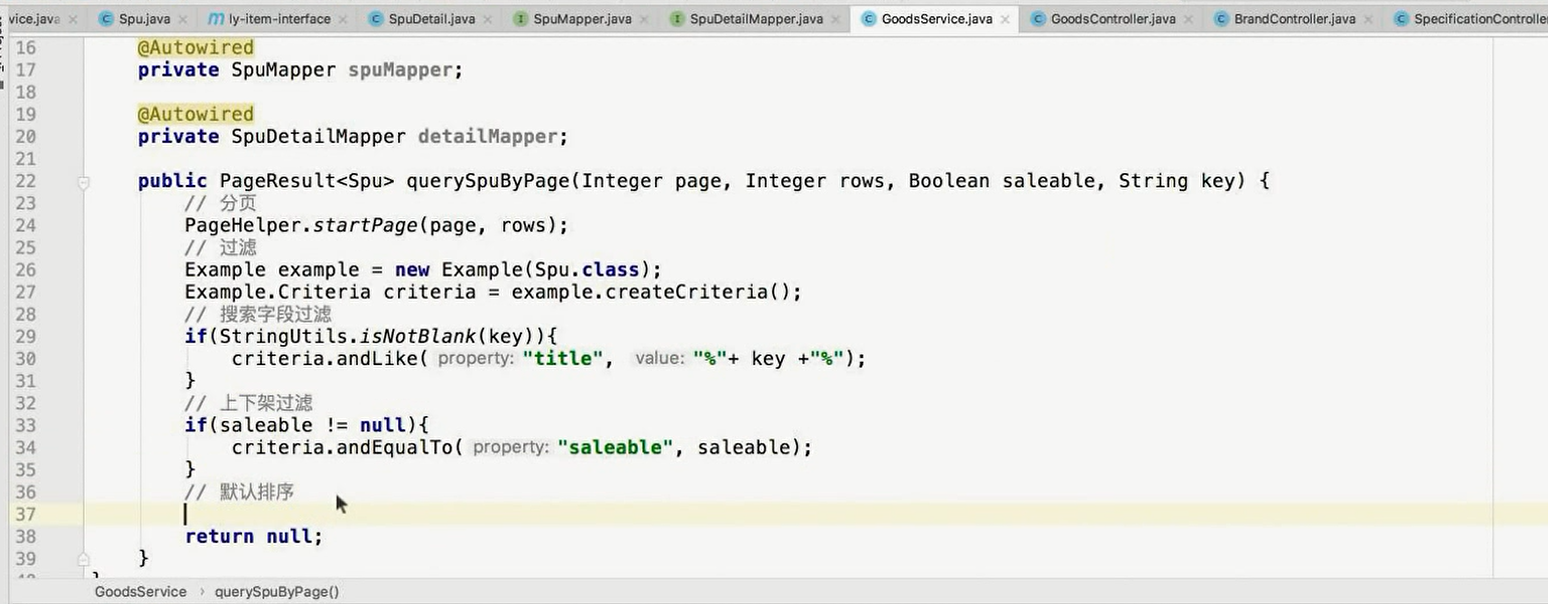 vice.java
Spu.java
ly-item-interface
SpuDetail.java
SpuMapper.java
SpuDetailMapper.java
GoodsService.java
GoodsController.java
BrandController.java
SpecificationController
16 @Autowired
17 private SpuMapper spuMapper;
18
19 @Autowired
20 private SpuDetailMapper detailMapper;
21
22 public PageResult<Spu> querySpuByPage(Integer page, Integer rows, Boolean saleable, String key) {
23 // 分页
24 PageHelper.startPage(page, rows);
25 // 过滤
26 Example example = new Example(Spu.class);
27 Example.Criteria criteria = example.createCriteria();
28 // 搜索字段过滤
29 if(StringUtils.isNotBlank(key)){
30 criteria.andLike( property: "title", value: "%"+ key +"%");
31 }
32 // 上下架过滤
33 if(saleable != null){
34 criteria.andEqualTo( property: "saleable", saleable);
35 }
36 // 默认排序
37
38 return null;
39 }
GoodsService › querySpuByPage()